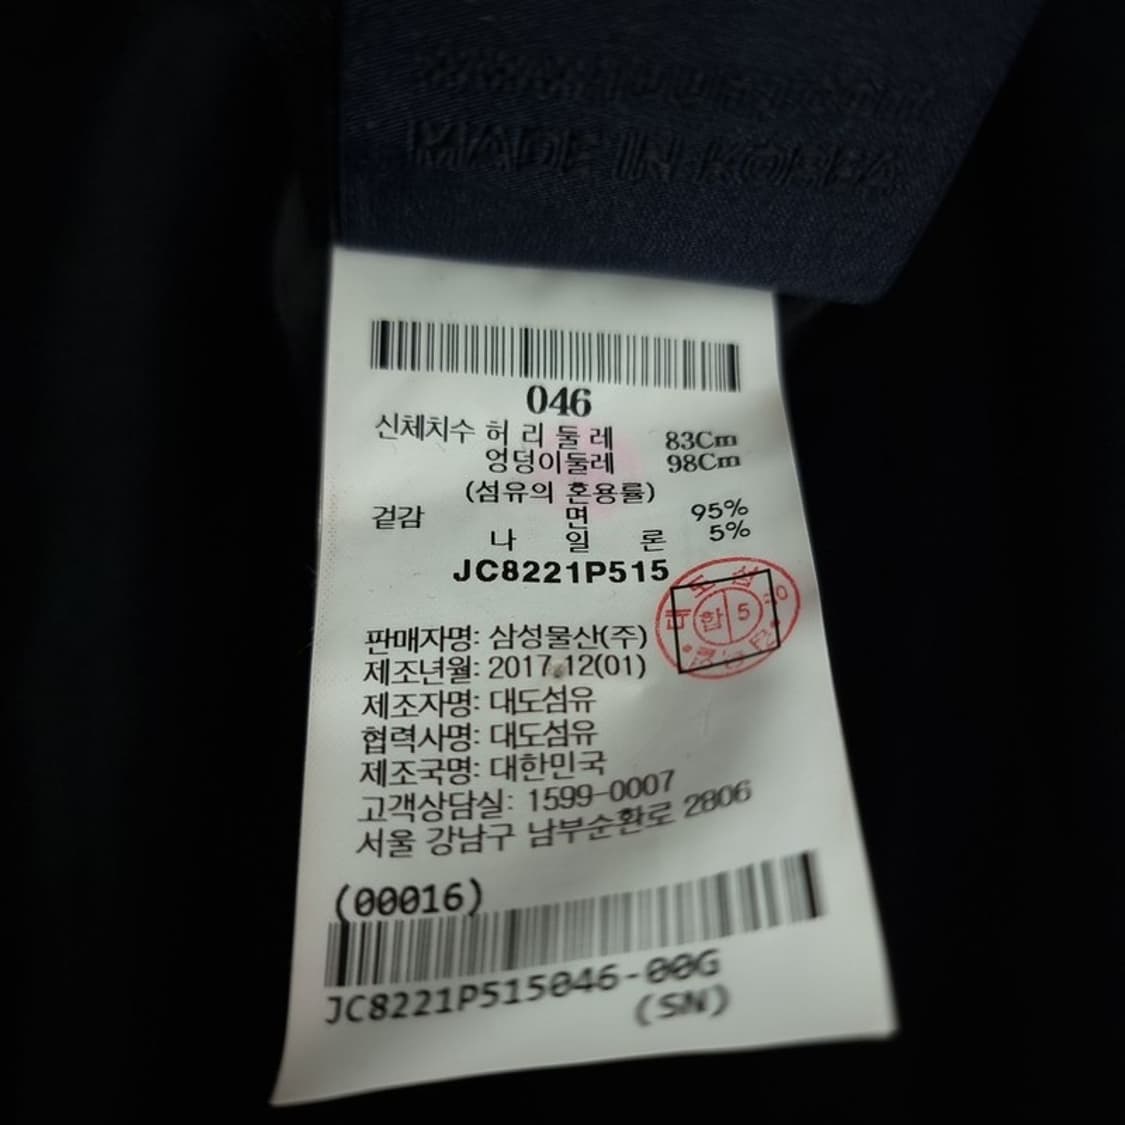 MADE IN KOREA
046
신체치수 허 리 둘 레 83Cm
엉덩이둘레 98Cm
(섬유의 혼용률)
겉감 면 95%
나 일 론 5%
JC8221P515
합 5
판매자명: 삼성물산(주)
제조년월: 2017.12(01)
제조자명: 대도섬유
협력사명: 대도섬유
제조국명: 대한민국
고객상담실: 1599-0007
서울 강남구 남부순환로 2806
(00016)
JC8221P515046-00G
(SN)